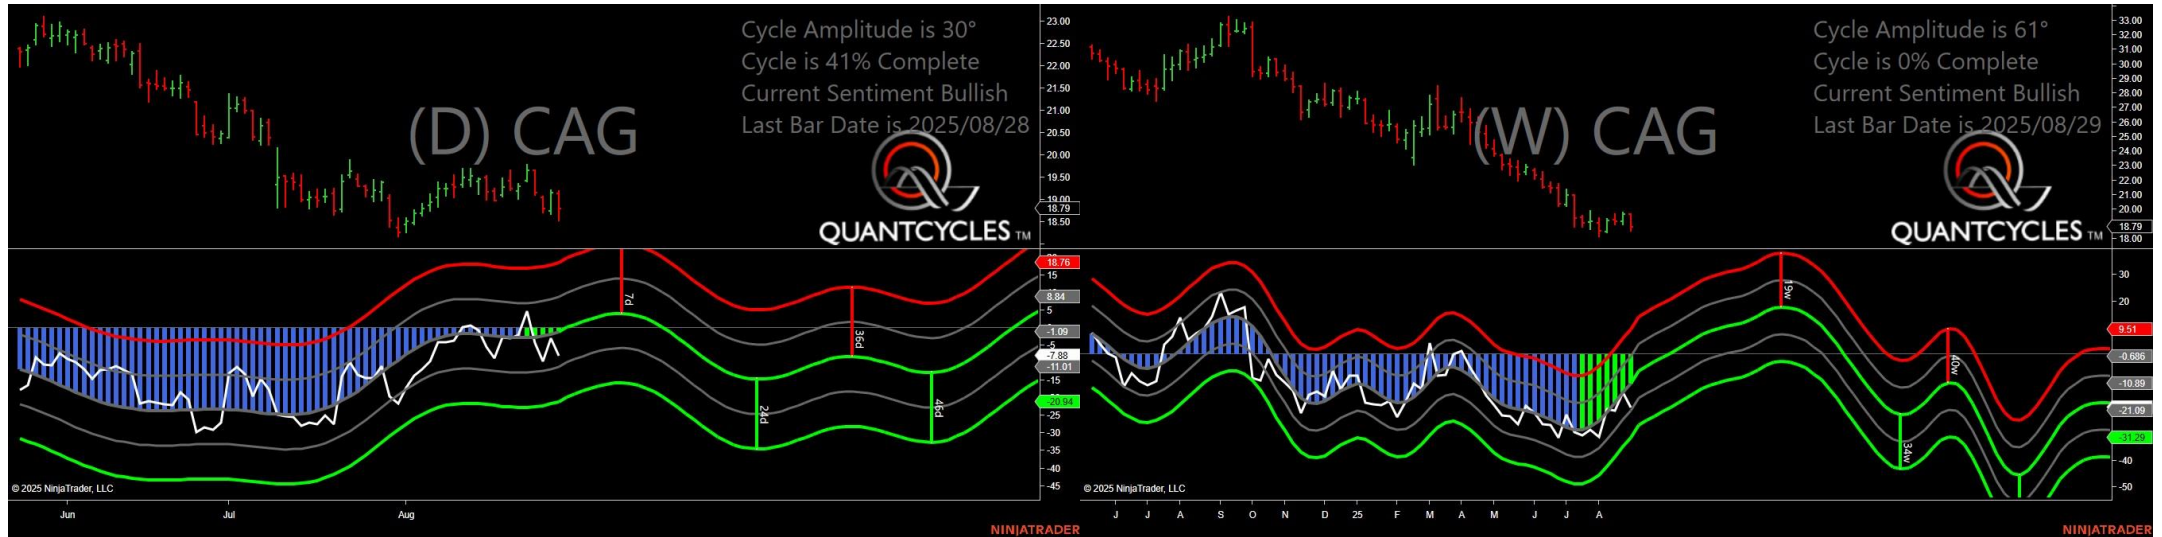 Cycle Amplitude is 30°
Cycle is 41% Complete
Current Sentiment Bullish
Last Bar Date is 2025/08/28
(D) CAG
QUANTCYCLES TM
23.00
22.50
22.00
21.50
21.00
20.50
20.00
19.50
19.00
18.79
18.50
18.76
15
8.84
5
-1.09
-5
-7.88
-11.01
-15
-20.94
-25
-30
-35
-40
-45
7d
24d
36d
46d
© 2025 NinjaTrader, LLC
Jun Jul Aug
NINJATRADER
Cycle Amplitude is 61°
Cycle is 0% Complete
Current Sentiment Bullish
Last Bar Date is 2025/08/29
(W) CAG
QUANTCYCLES TM
33.00
32.00
31.00
30.00
29.00
28.00
27.00
26.00
25.00
24.00
23.00
22.00
21.00
20.00
18.79
18.00
30
20
9.51
-0.686
-10.89
-21.09
-31.29
-40
-50
19w
34w
40w
© 2025 NinjaTrader, LLC
J J A S O N D 25 F M A M J J A
NINJATRADER